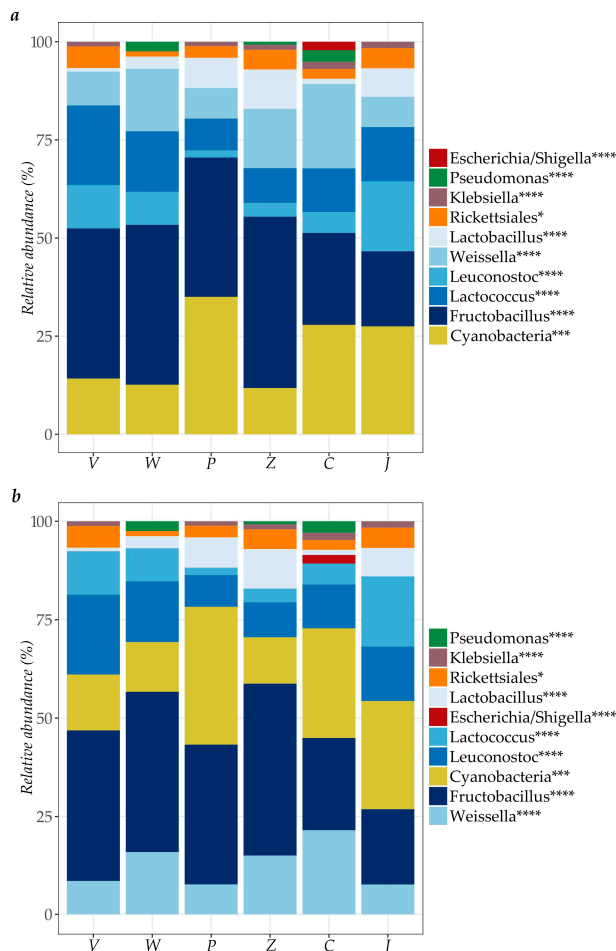 a
100
75
50
25
0
Relative abundance (%)
V W P Z C J
Escherichia/Shigella****
Pseudomonas****
Klebsiella****
Rickettsiales*
Lactobacillus****
Weissella****
Leuconostoc****
Lactococcus****
Fructobacillus****
Cyanobacteria***
b
100
75
50
25
0
Relative abundance (%)
V W P Z C J
Pseudomonas****
Klebsiella****
Rickettsiales*
Lactobacillus****
Escherichia/Shigella****
Lactococcus****
Leuconostoc****
Cyanobacteria***
Fructobacillus****
Weissella****